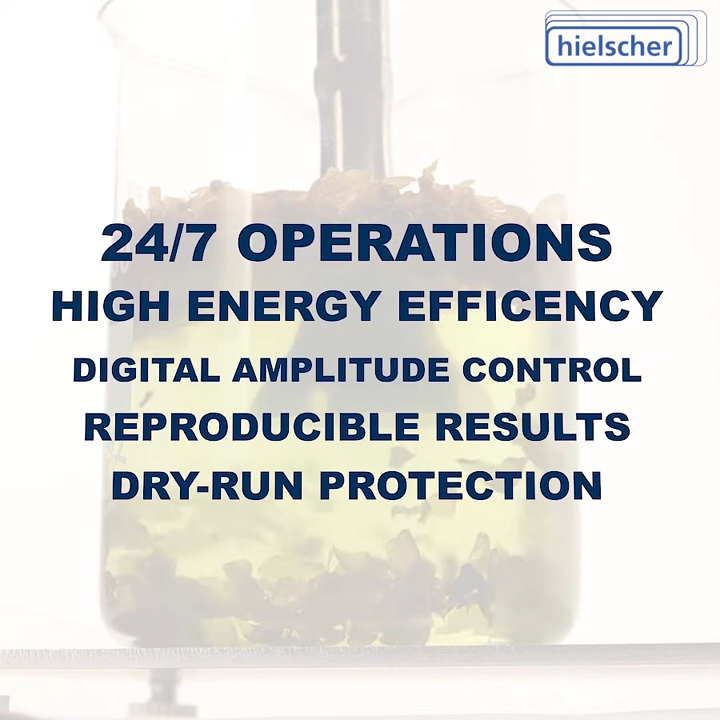 hielscher
24/7 OPERATIONS
HIGH ENERGY EFFICENCY
DIGITAL AMPLITUDE CONTROL
REPRODUCIBLE RESULTS
DRY-RUN PROTECTION